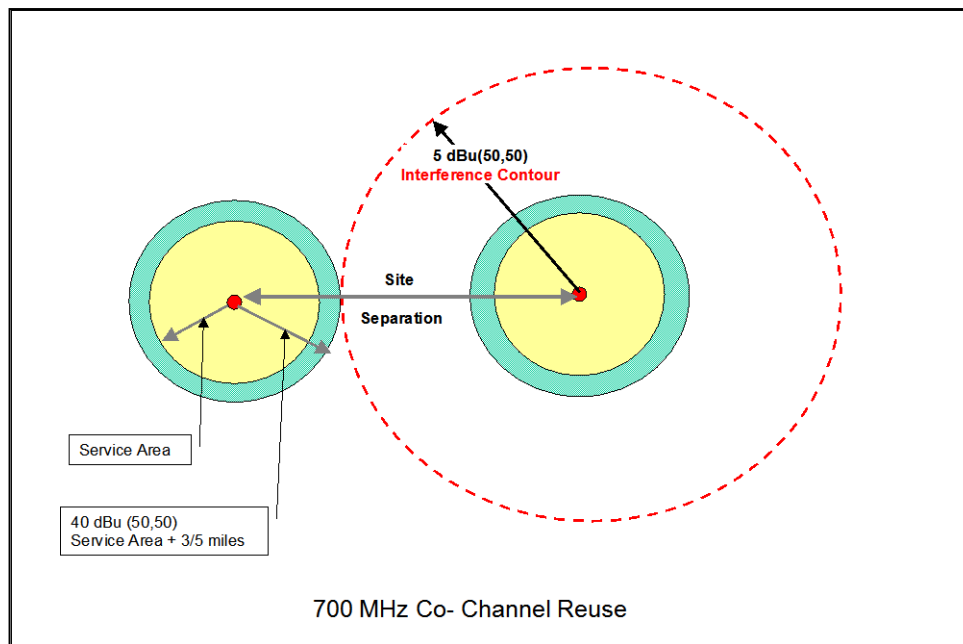 5 dBu(50,50)
Interference Contour
Site
Separation
Service Area
40 dBu (50,50)
Service Area + 3/5 miles
700 MHz Co- Channel Reuse